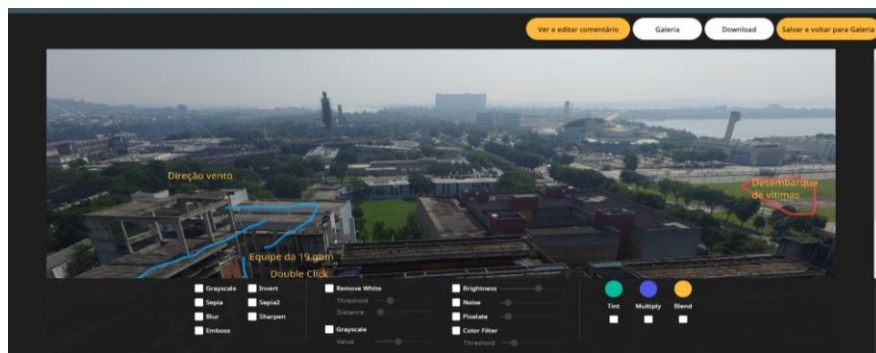 Ver e editar comentário
Galeria
Download
Salvar e voltar para Galeria
Direção vento
Desembarque
de vitimas
Equipe da 19 gbm
Double Click
Grayscale
Invert
Remove White
Brightness
Sepia
Sepia2
Threshold
Noise
Tint
Multiply
Blend
Blur
Sharpen
Distance
Pixelate
Emboss
Grayscale
Color Filter
Value
Threshold